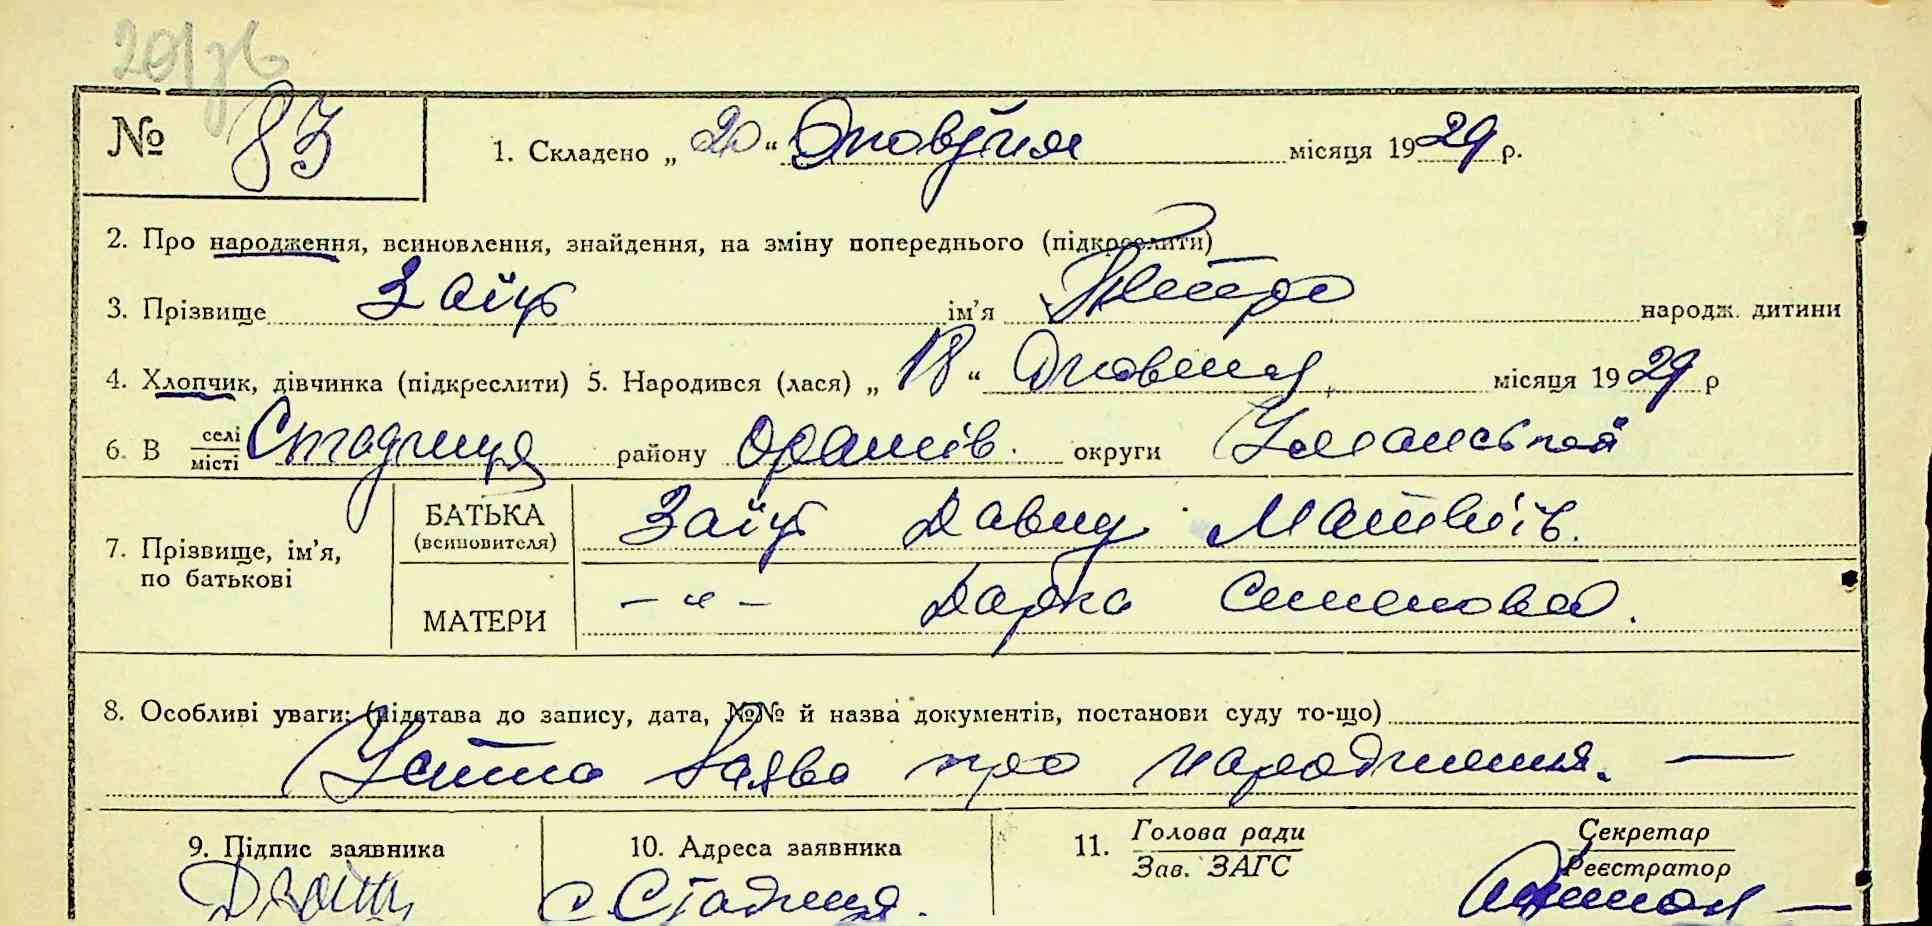 № 83
1. Складено „20“ Жовтня місяця 1929 р.
2. Про народження, всиновлення, знайдення, на зміну попереднього (підкреслити)
3. Прізвище Заїць ім'я Петро народж. дитини
4. Хлопчик, дівчинка (підкреслити) 5. Народився (лася) „18“ Жовтня місяця 1929 р
6. В селі місті Стадниця району Оратів. округи Уманської
7. Прізвище, ім'я, по батькові
БАТЬКА (всиновителя) Заїць Давид Матвіїв.
МАТЕРИ — „ — Дарка Семенова.
8. Особливі уваги: (підстава до запису, дата, №№ й назва документів, постанови суду то-що)
Устна заява про народження. —
9. Підпис заявника 10. Адреса заявника 11. Голова ради Зав. ЗАГС Секретар Реєстратор
ДЗаїць с. Стадниця.